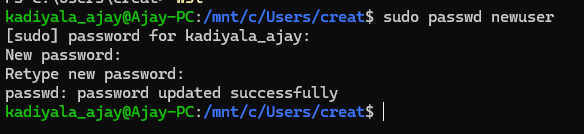 kadiyala_ajay@Ajay-PC:/mnt/c/Users/creat$ sudo passwd newuser
[sudo] password for kadiyala_ajay:
New password:
Retype new password:
passwd: password updated successfully
kadiyala_ajay@Ajay-PC:/mnt/c/Users/creat$